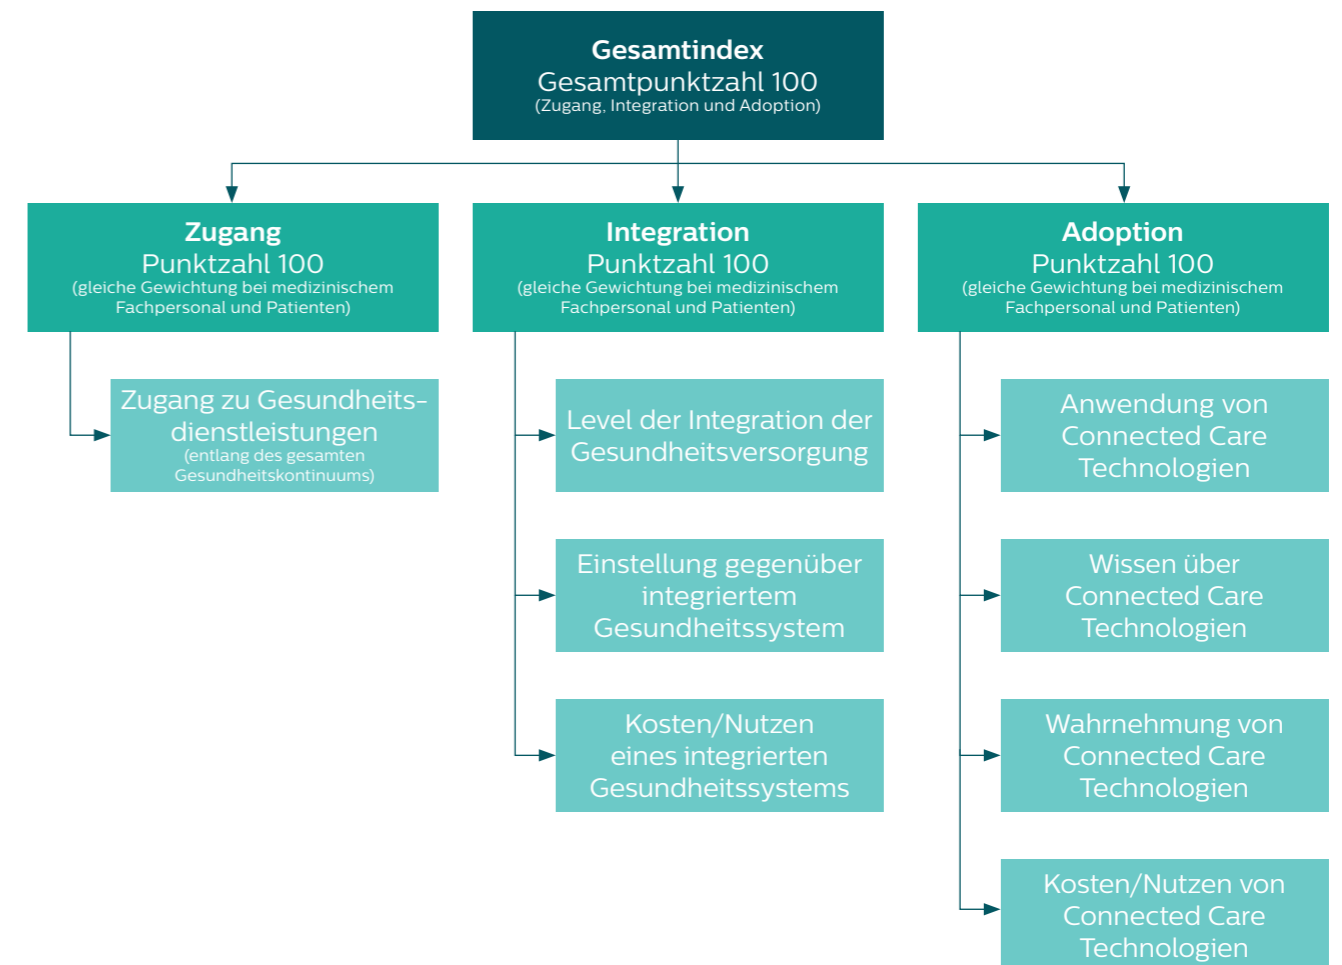 Gesamtindex
Gesamtpunktzahl 100
(Zugang, Integration und Adoption)
Zugang
Punktzahl 100
(gleiche Gewichtung bei medizinischem
Fachpersonal und Patienten)
Zugang zu Gesundheits-
dienstleistungen
(entlang des gesamten
Gesundheitskontinuums)
Integration
Punktzahl 100
(gleiche Gewichtung bei medizinischem
Fachpersonal und Patienten)
Level der Integration der
Gesundheitsversorgung
Einstellung gegenüber
integriertem
Gesundheitssystem
Kosten/Nutzen
eines integrierten
Gesundheitssystems
Adoption
Punktzahl 100
(gleiche Gewichtung bei medizinischem
Fachpersonal und Patienten)
Anwendung von
Connected Care
Technologien
Wissen über
Connected Care
Technologien
Wahrnehmung von
Connected Care
Technologien
Kosten/Nutzen von
Connected Care
Technologien